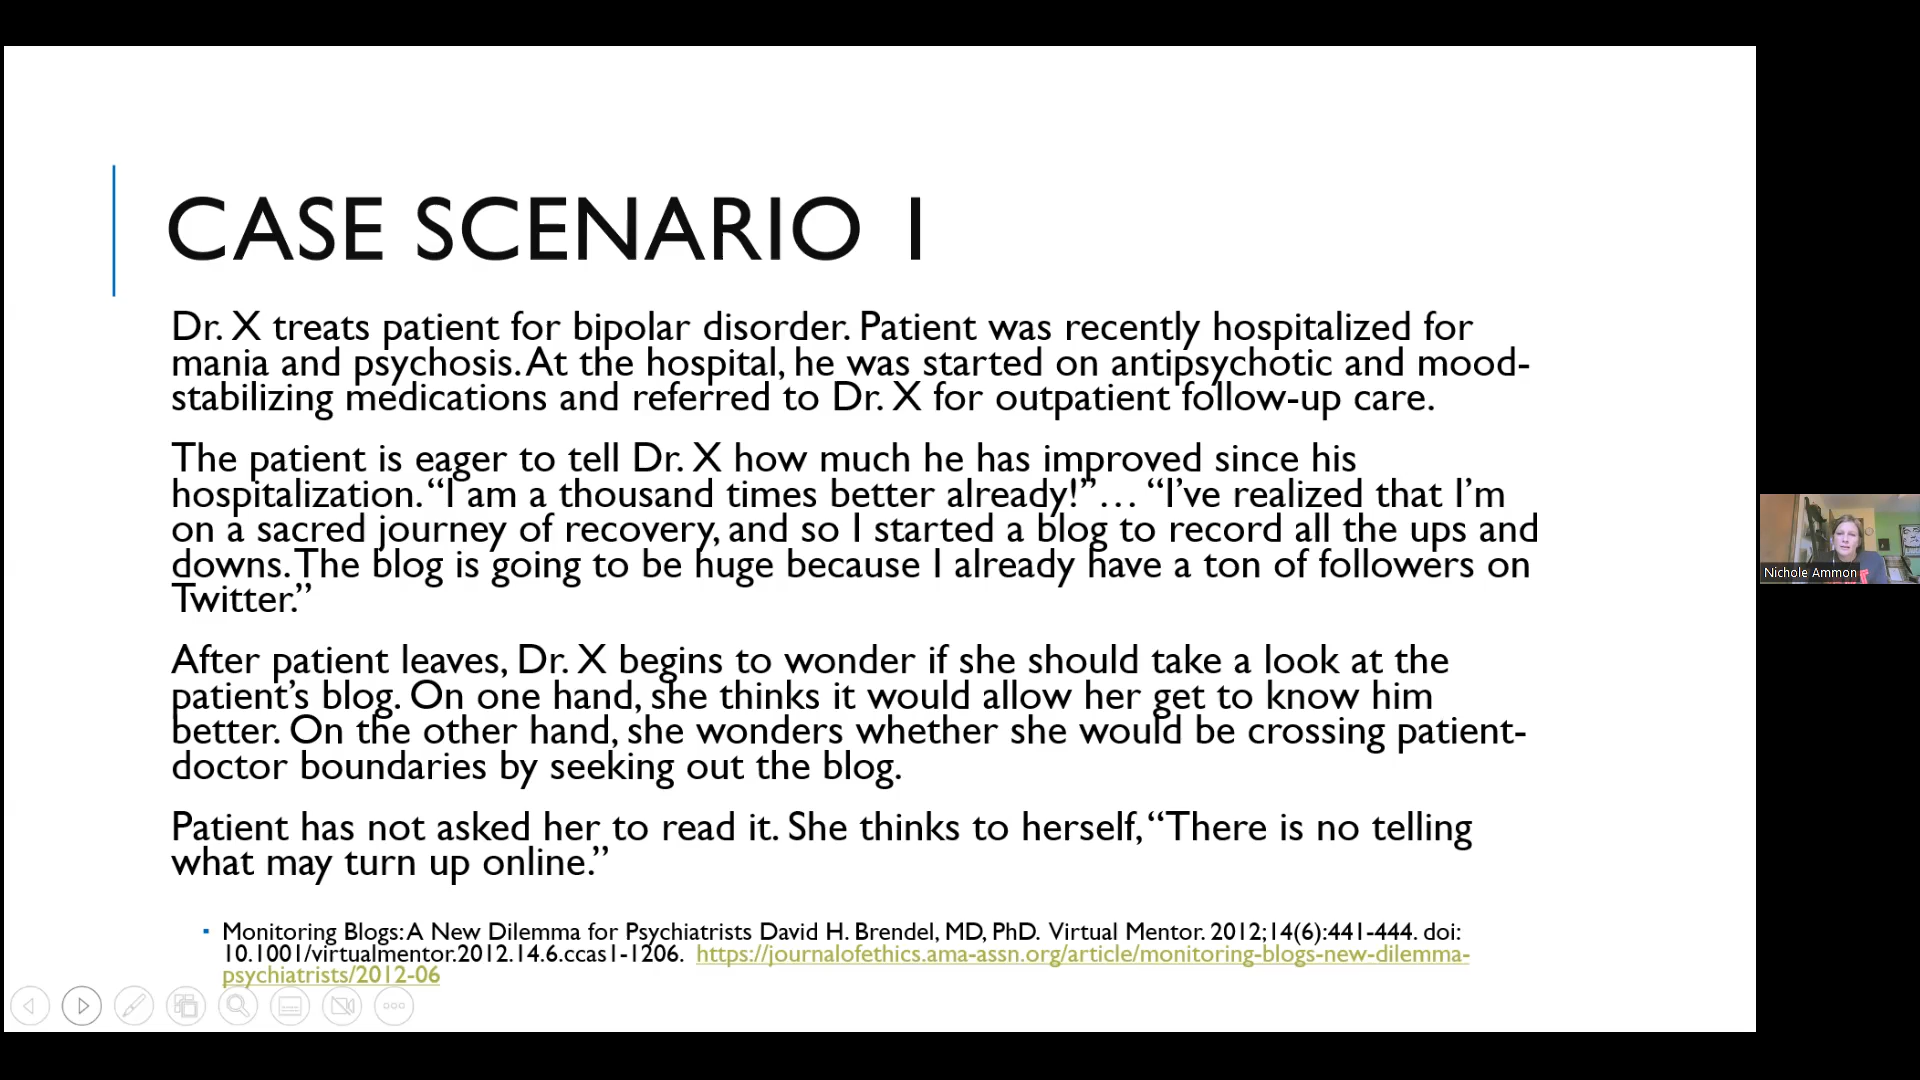 CASE SCENARIO 1
Dr. X treats patient for bipolar disorder. Patient was recently hospitalized for
mania and psychosis. At the hospital, he was started on antipsychotic and mood-
stabilizing medications and referred to Dr. X for outpatient follow-up care.
The patient is eager to tell Dr. X how much he has improved since his
hospitalization. “I am a thousand times better already!”… “I’ve realized that I’m
on a sacred journey of recovery, and so I started a blog to record all the ups and
downs. The blog is going to be huge because I already have a ton of followers on
Twitter.”
After patient leaves, Dr. X begins to wonder if she should take a look at the
patient’s blog. On one hand, she thinks it would allow her get to know him
better. On the other hand, she wonders whether she would be crossing patient-
doctor boundaries by seeking out the blog.
Patient has not asked her to read it. She thinks to herself, “There is no telling
what may turn up online.”
Nichole Ammon
▪ Monitoring Blogs: A New Dilemma for Psychiatrists David H. Brendel, MD, PhD. Virtual Mentor. 2012;14(6):441-444. doi:
10.1001/virtualmentor.2012.14.6.ccas1-1206. https://journalofethics.ama-assn.org/article/monitoring-blogs-new-dilemma-
psychiatrists/2012-06